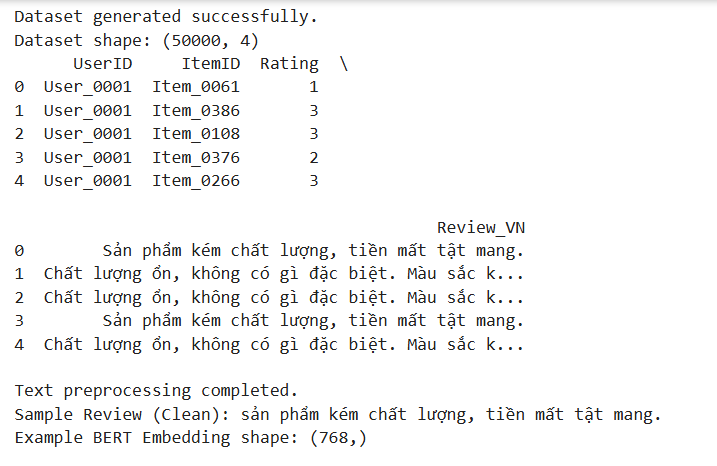 Dataset generated successfully.
Dataset shape: (50000, 4)
UserID ItemID Rating \
0 User_0001 Item_0061 1
1 User_0001 Item_0386 3
2 User_0001 Item_0108 3
3 User_0001 Item_0376 2
4 User_0001 Item_0266 3
Review_VN
0 Sản phẩm kém chất lượng, tiền mất tật mang.
1 Chất lượng ổn, không có gì đặc biệt. Màu sắc k...
2 Chất lượng ổn, không có gì đặc biệt. Màu sắc k...
3 Sản phẩm kém chất lượng, tiền mất tật mang.
4 Chất lượng ổn, không có gì đặc biệt. Màu sắc k...
Text preprocessing completed.
Sample Review (Clean): sản phẩm kém chất lượng, tiền mất tật mang.
Example BERT Embedding shape: (768,)